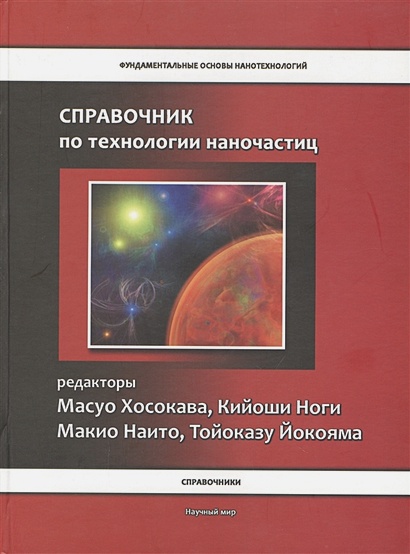 ФУНДАМЕНТАЛЬНЫЕ ОСНОВЫ НАНОТЕХНОЛОГИЙ
СПРАВОЧНИК
по технологии наночастиц
редакторы
Масуо Хосокава, Кийоши Ноги
Макио Наито, Тойоказу Йокояма
СПРАВОЧНИКИ
Научный мир